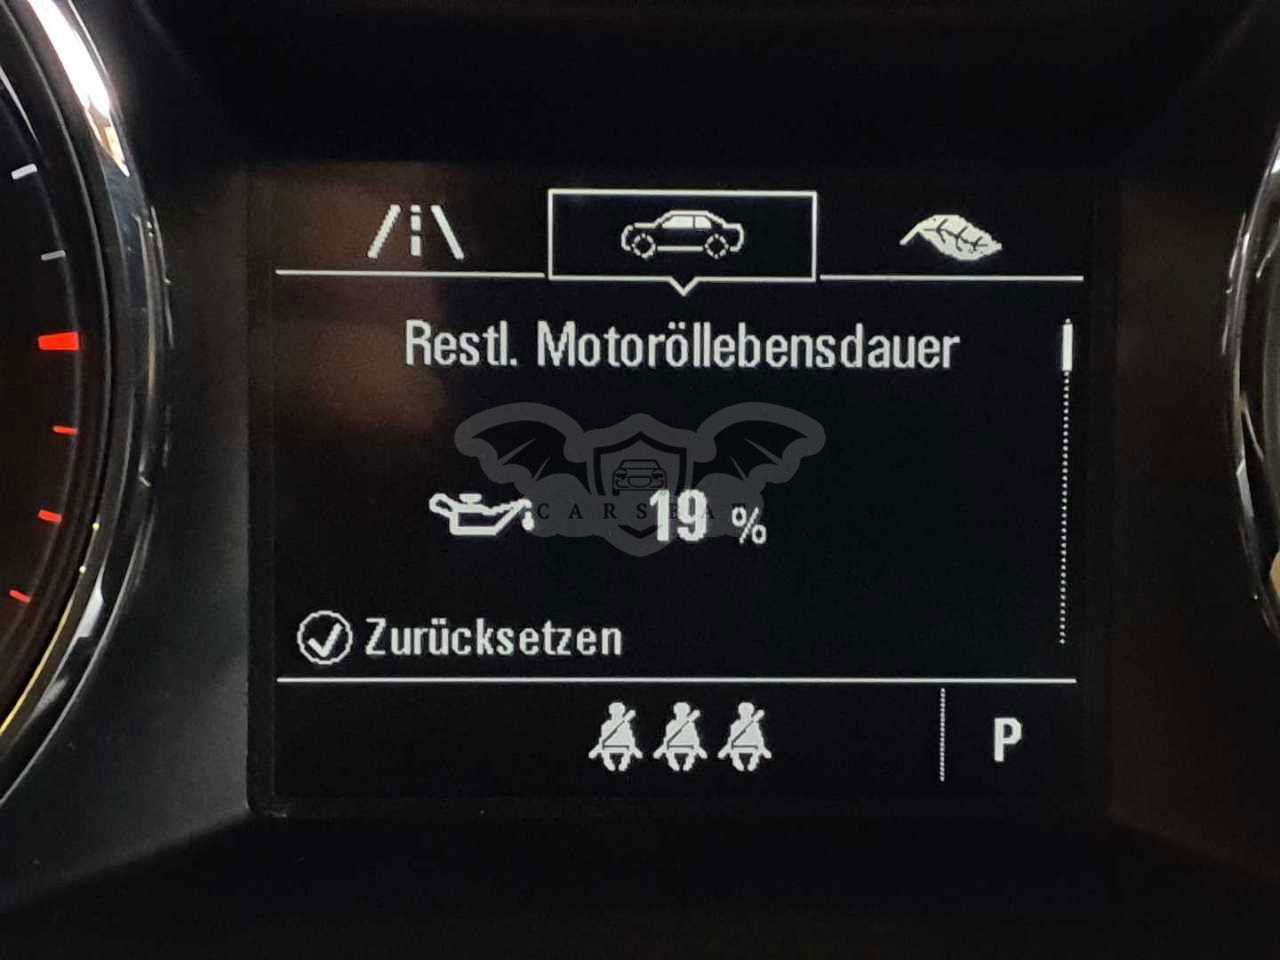 Restl. Motoröllebensdauer
19 %
Zurücksetzen
P